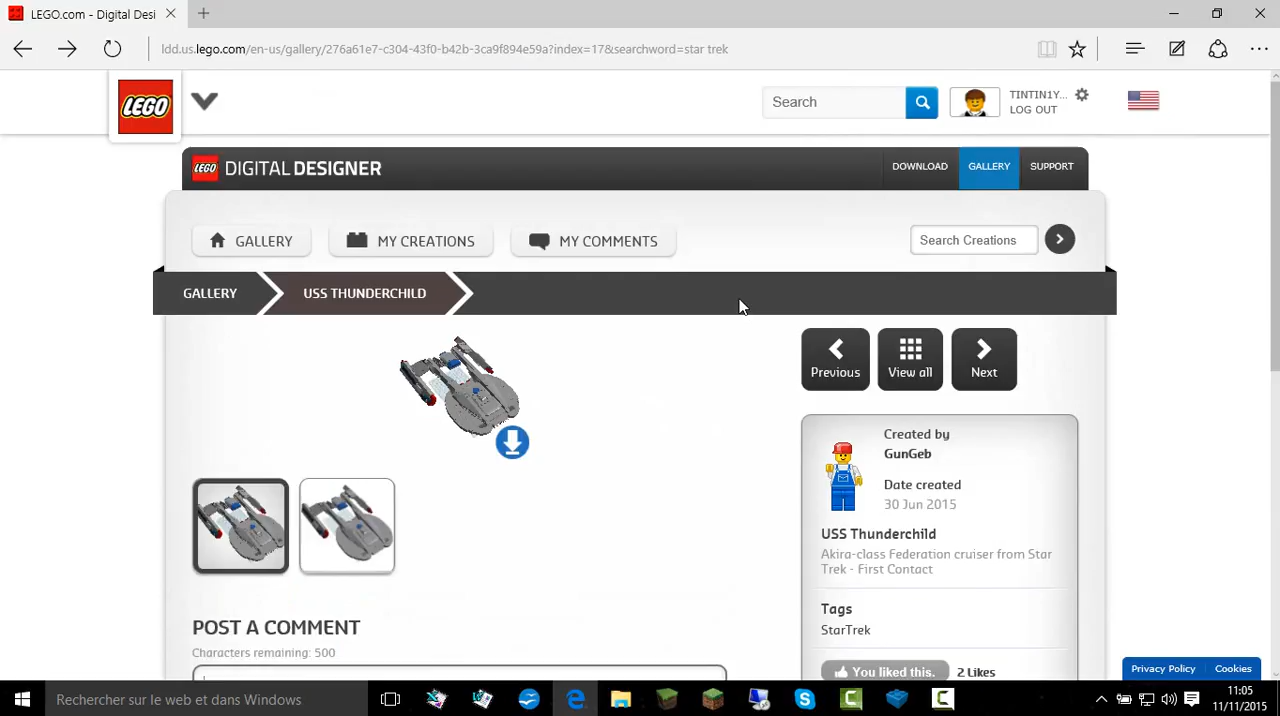 LEGO.com - Digital Desi
ldd.us.lego.com/en-us/gallery/276a61e7-c304-43f0-b42b-3ca9f894e59a?index=17&searchword=star trek
LEGO
Search
TINTIN1Y...
LOG OUT
LEGO DIGITAL DESIGNER
DOWNLOAD
GALLERY
SUPPORT
GALLERY
MY CREATIONS
MY COMMENTS
Search Creations
GALLERY
USS THUNDERCHILD
Previous
View all
Next
Created by
GunGeb
Date created
30 Jun 2015
USS Thunderchild
Akira-class Federation cruiser from Star
Trek - First Contact
Tags
StarTrek
You liked this.
2 Likes
POST A COMMENT
Characters remaining: 500
Privacy Policy
Cookies
Rechercher sur le web et dans Windows
11:05
11/11/2015